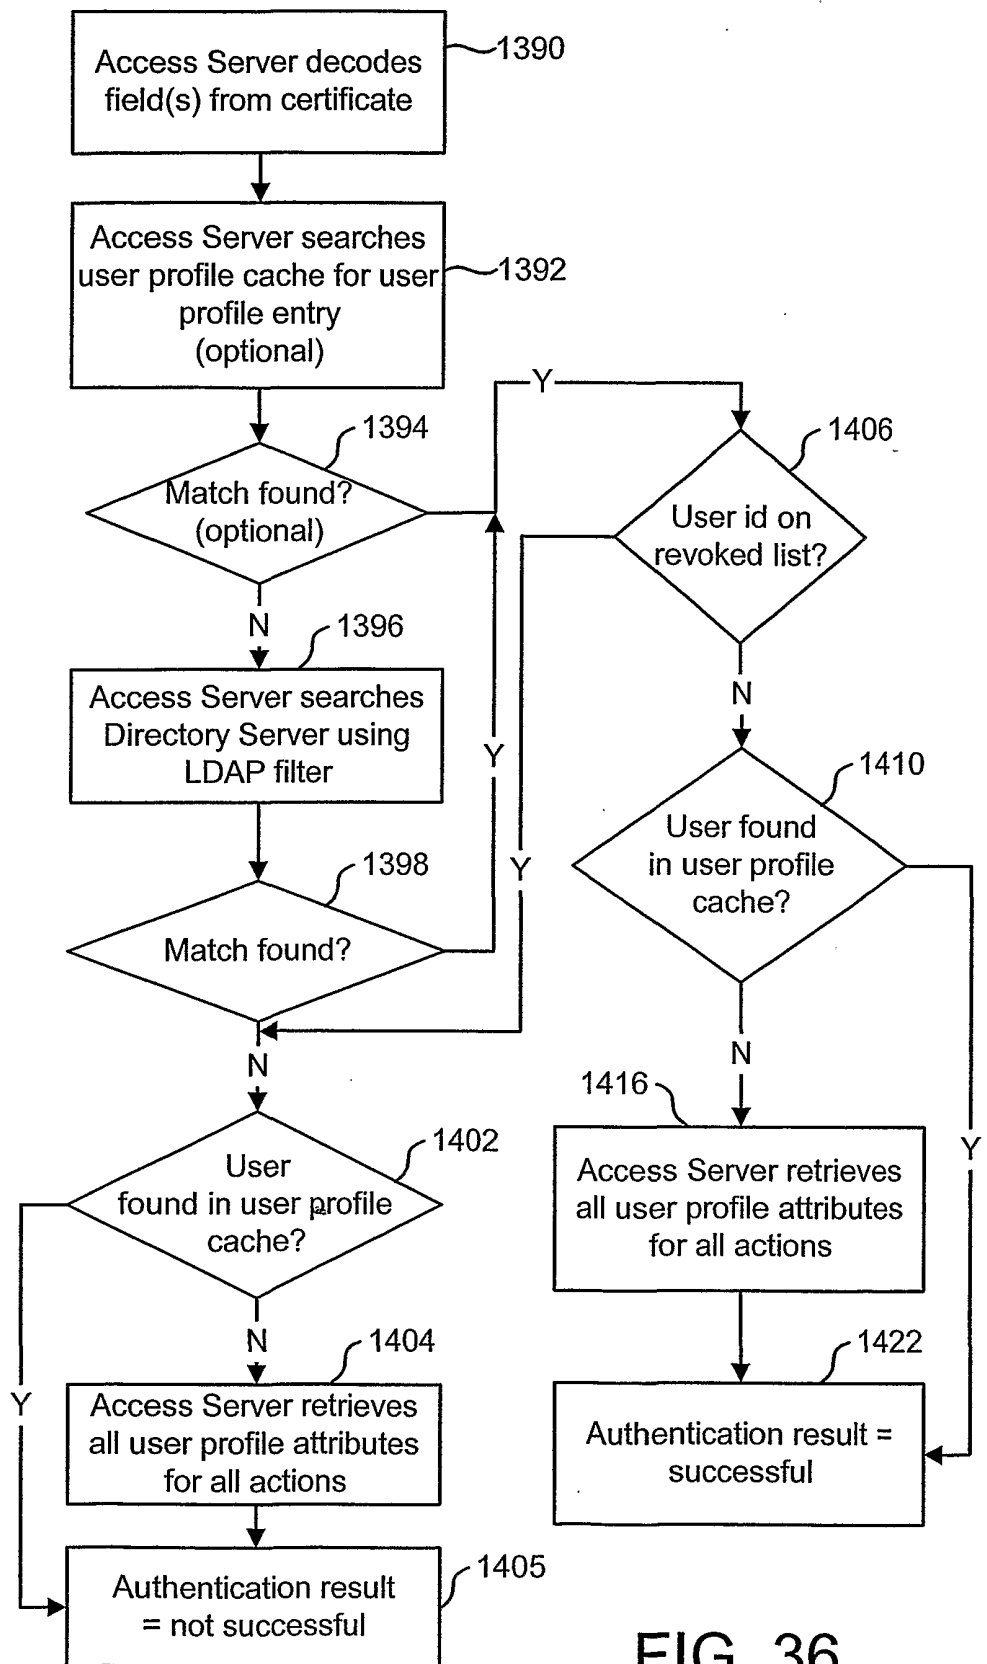 Access Server decodes
field(s) from certificate
1390
Access Server searches
user profile cache for user
profile entry
(optional)
1392
Y
1394
Match found?
(optional)
1406
User id on
revoked list?
N
1396
Access Server searches
Directory Server using
LDAP filter
N
Y
1410
User found
in user profile
cache?
1398
Match found?
Y
N
N
1402
User
found in user profile
cache?
1416
Access Server retrieves
all user profile attributes
for all actions
Y
N
1404
Y
Access Server retrieves
all user profile attributes
for all actions
1422
Authentication result =
successful
1405
Authentication result
= not successful
FIG. 36